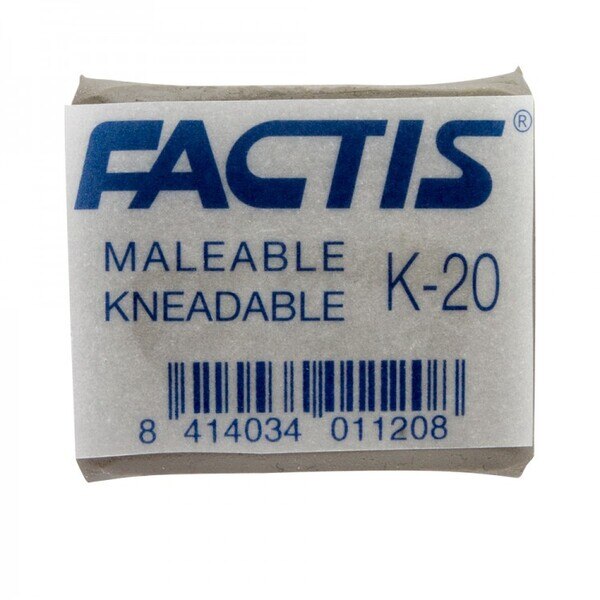 FACTIS®
MALEABLE
KNEADABLE
K-20
8 414034 011208